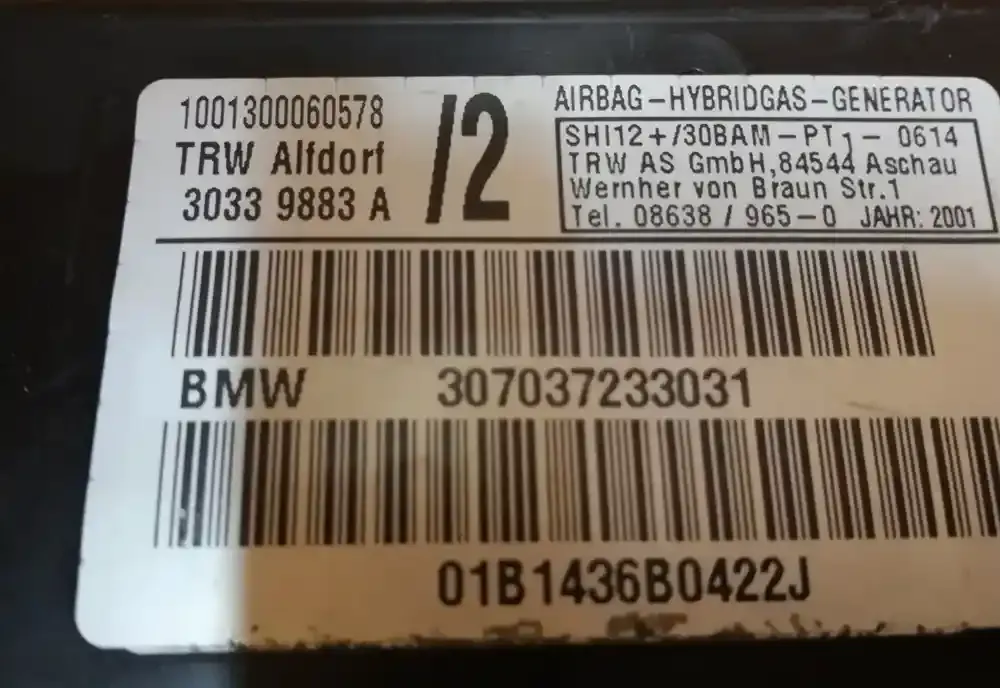 1001300060578
TRW Alfdorf
3033 9883 A
/2
AIRBAG-HYBRIDGAS-GENERATOR
SHI12+/30BAM-PT1-0614
TRW AS GmbH,84544 Aschau
Wernher von Braun Str.1
Tel. 08638 / 965-0 JAHR: 2001
BMW 307037233031
01B1436B0422J